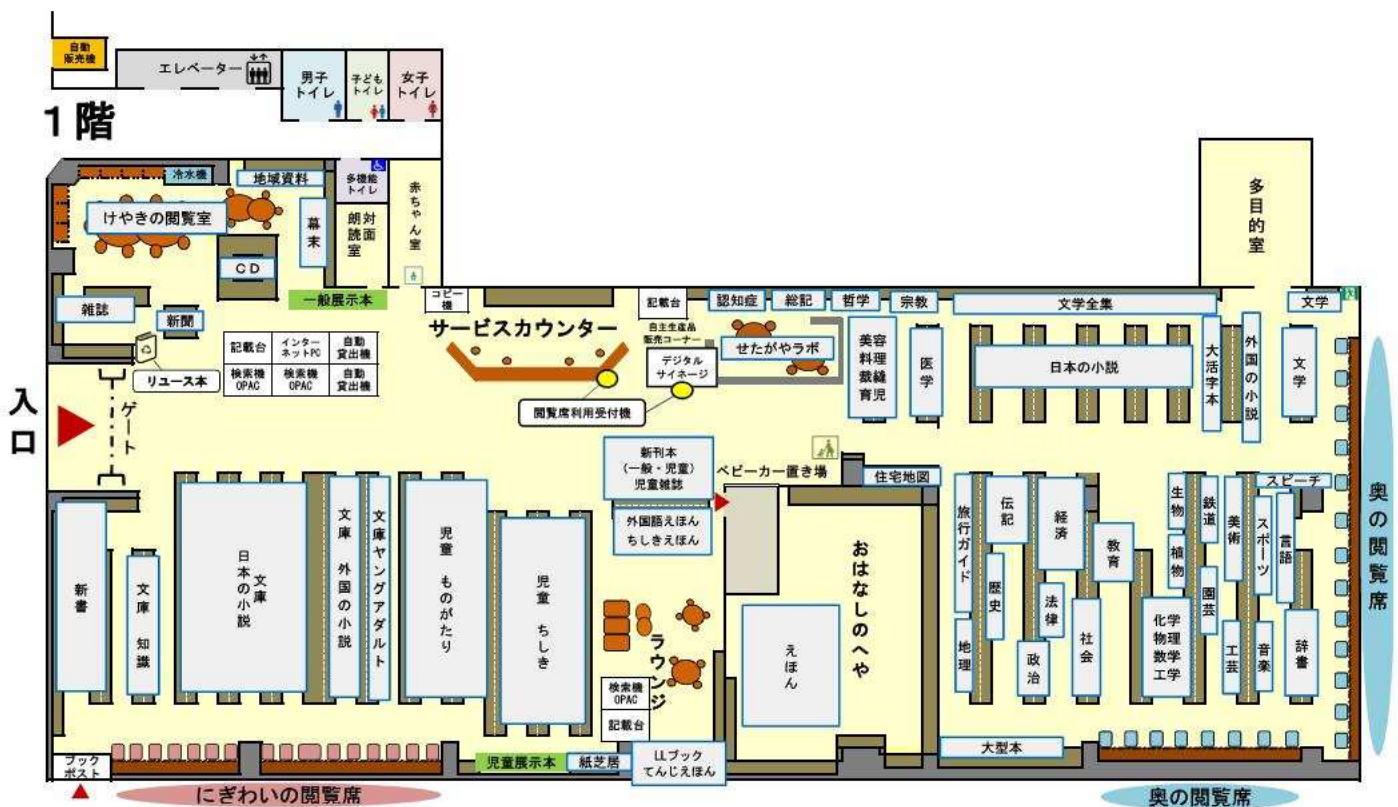 自動
販売機
エレベーター
男子
トイレ
子ども
トイレ
女子
トイレ
1階
冷水機
地域資料
多機能
トイレ
赤ちゃん室
多目的室
けやきの閲覧室
幕末
対面
朗読室
CD
一般展示本
コピー
機
記載台
認知症
総記
哲学
宗教
文学全集
文学
雑誌
新聞
サービスカウンター
自主生産品
販売コーナー
せたがやラボ
美容
料理
裁縫
育児
医学
日本の小説
大活字本
外国の小説
文学
記載台
インター
ネットPC
自動
貸出機
検索機
OPAC
検索機
OPAC
自動
貸出機
デジタル
サイネージ
リユース本
閲覧席利用受付機
入口
ゲート
新刊本
(一般・児童)
児童雑誌
ベビーカー置き場
住宅地図
外国語えほん
ちしきえほん
新書
文庫 知識
文庫
日本の小説
文庫 外国の小説
文庫ヤングアダルト
児童 ものがたり
児童 ちしき
おはなしのへや
えほん
ラウンジ
検索機
OPAC
記載台
旅行ガイド
地理
伝記
歴史
経済
法律
政治
社会
教育
生物
植物
鉄道
園芸
美術
工芸
スポーツ
音楽
スピーチ
言語
辞書
化学
物理
数学
工学
奥の閲覧席
大型本
ブック
ポスト
児童展示本
紙芝居
LLブック
てんじえほん
にぎわいの閲覧席
奥の閲覧席